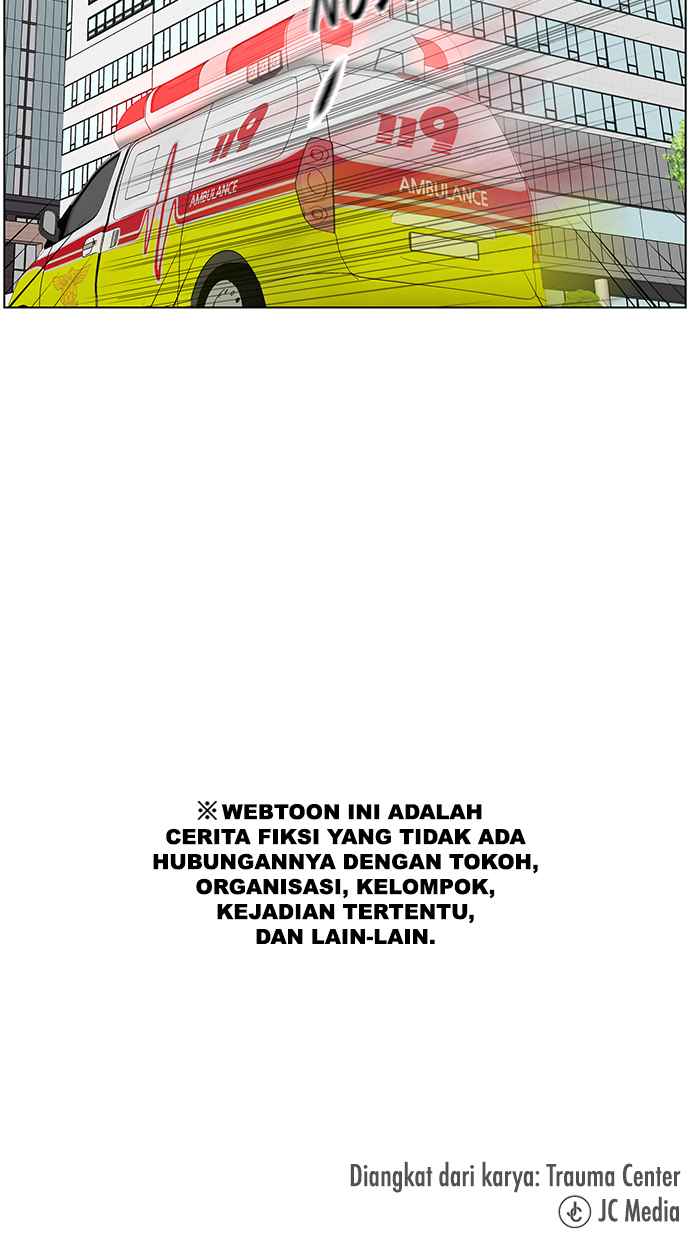 119
119
AMBULANCE
AMBULANCE
※WEBTOON INI ADALAH
CERITA FIKSI YANG TIDAK ADA
HUBUNGANNYA DENGAN TOKOH,
ORGANISASI, KELOMPOK,
KEJADIAN TERTENTU,
DAN LAIN-LAIN.
Diangkat dari karya: Trauma Center
JC Media